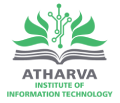 ATHARVA
INSTITUTE OF
INFORMATION TECHNOLOGY